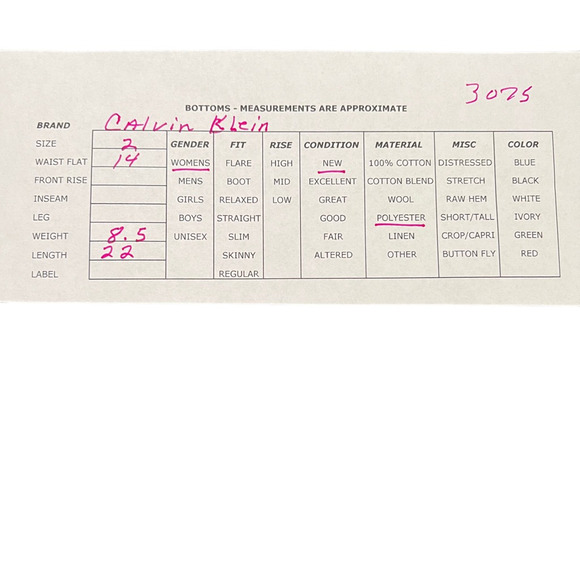 3075
BOTTOMS - MEASUREMENTS ARE APPROXIMATE
BRAND Calvin Klein
SIZE 2 GENDER FIT RISE CONDITION MATERIAL MISC COLOR
WAIST FLAT 14 WOMENS FLARE HIGH NEW 100% COTTON DISTRESSED BLUE
FRONT RISE MENS BOOT MID EXCELLENT COTTON BLEND STRETCH BLACK
INSEAM GIRLS RELAXED LOW GREAT WOOL RAW HEM WHITE
LEG BOYS STRAIGHT GOOD POLYESTER SHORT/TALL IVORY
WEIGHT 8.5 UNISEX SLIM FAIR LINEN CROP/CAPRI GREEN
LENGTH 22 SKINNY ALTERED OTHER BUTTON FLY RED
LABEL REGULAR